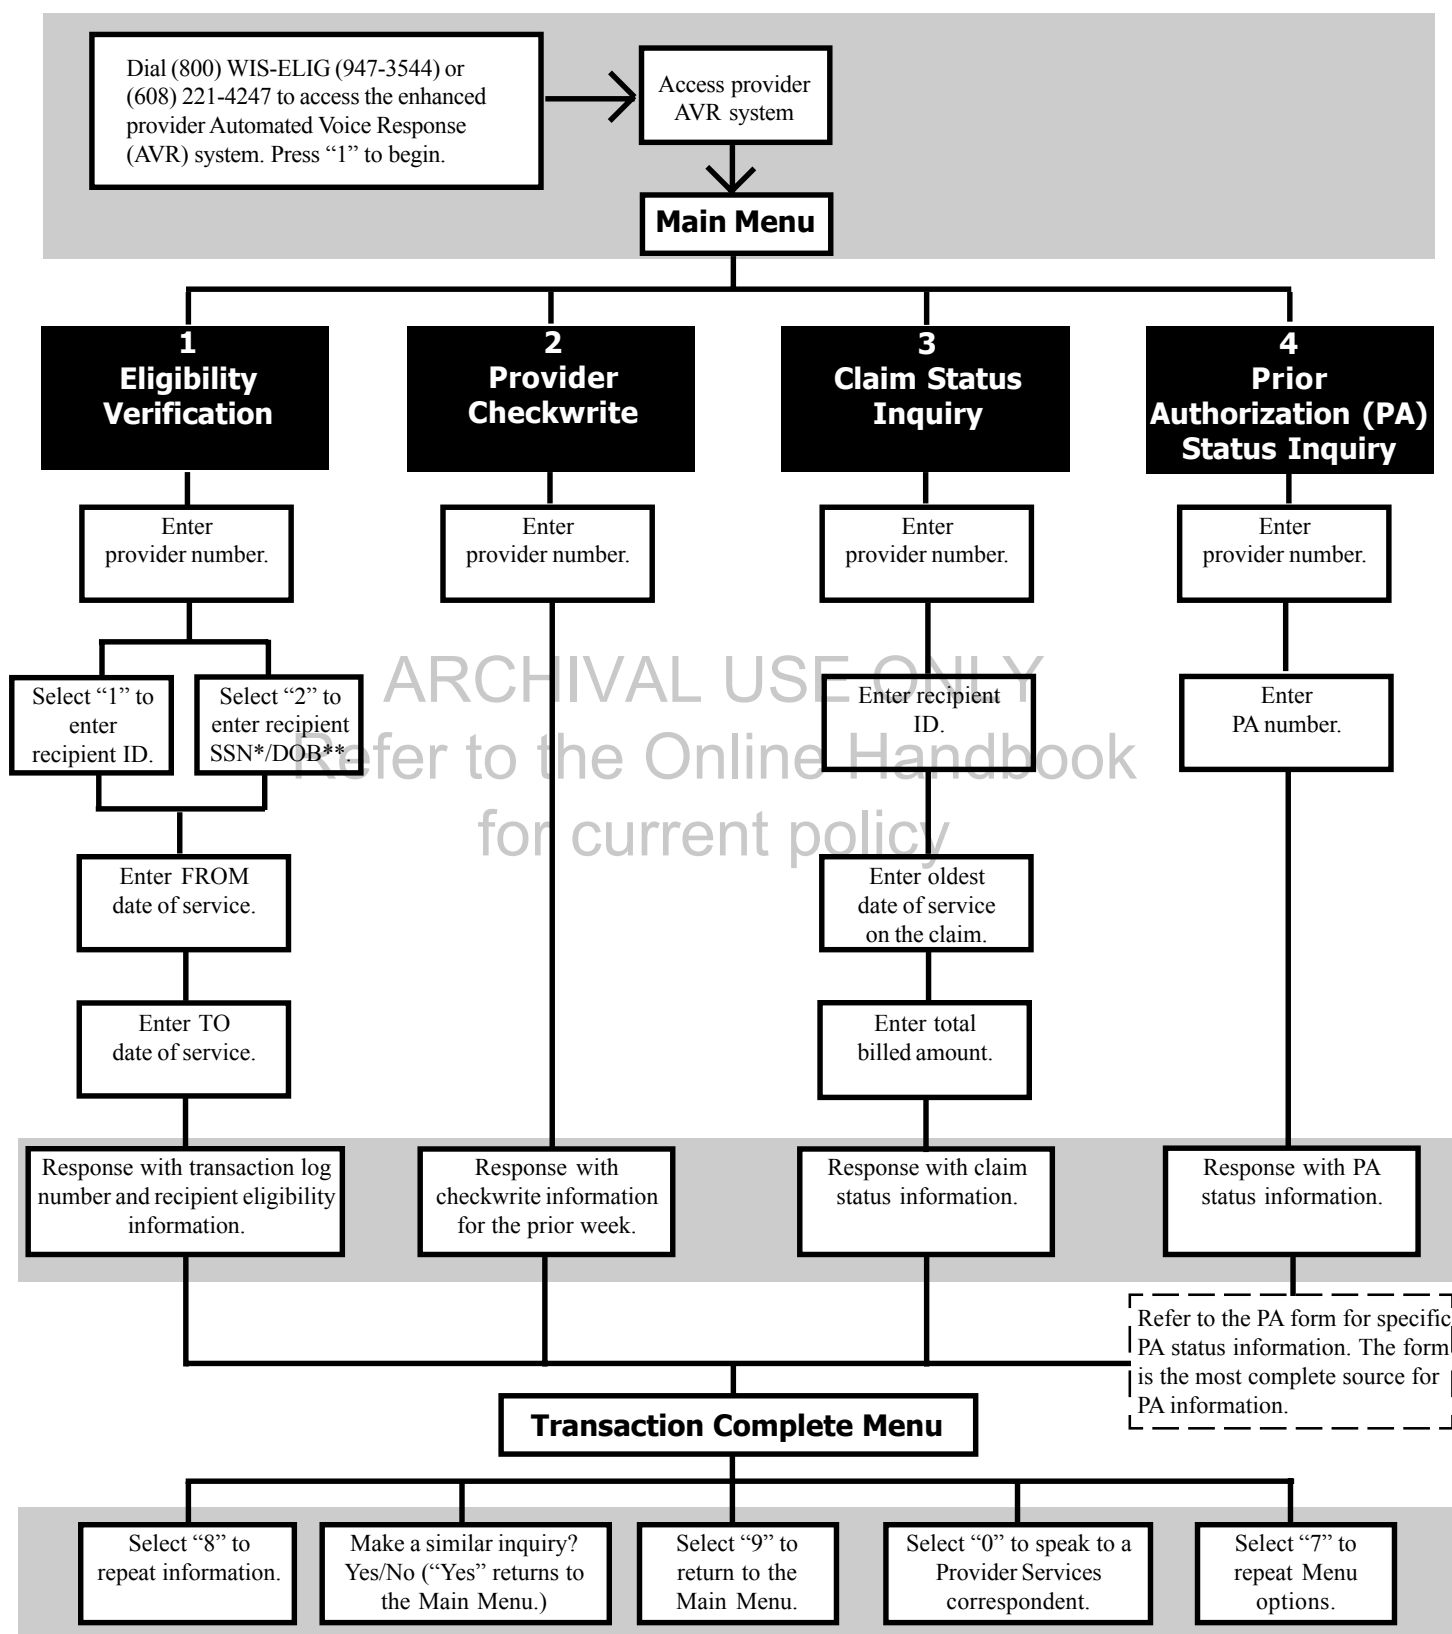 Dial (800) WIS-ELIG (947-3544) or
(608) 221-4247 to access the enhanced
provider Automated Voice Response
(AVR) system. Press “1” to begin.
Access provider
AVR system
Main Menu
1
Eligibility
Verification
2
Provider
Checkwrite
3
Claim Status
Inquiry
4
Prior
Authorization (PA)
Status Inquiry
Enter
provider number.
Enter
provider number.
Enter
provider number.
Enter
provider number.
ARCHIVAL USE ONLY
Refer to the Online Handbook
for current policy
Select “1” to
enter
recipient ID.
Select “2” to
enter recipient
SSN*/DOB**.
Enter recipient
ID.
Enter
PA number.
Enter FROM
date of service.
Enter oldest
date of service
on the claim.
Enter TO
date of service.
Enter total
billed amount.
Response with transaction log
number and recipient eligibility
information.
Response with
checkwrite information
for the prior week.
Response with claim
status information.
Response with PA
status information.
Refer to the PA form for specific
PA status information. The form
is the most complete source for
PA information.
Transaction Complete Menu
Select “8” to
repeat information.
Make a similar inquiry?
Yes/No (“Yes” returns to
the Main Menu.)
Select “9” to
return to the
Main Menu.
Select “0” to speak to a
Provider Services
correspondent.
Select “7” to
repeat Menu
options.